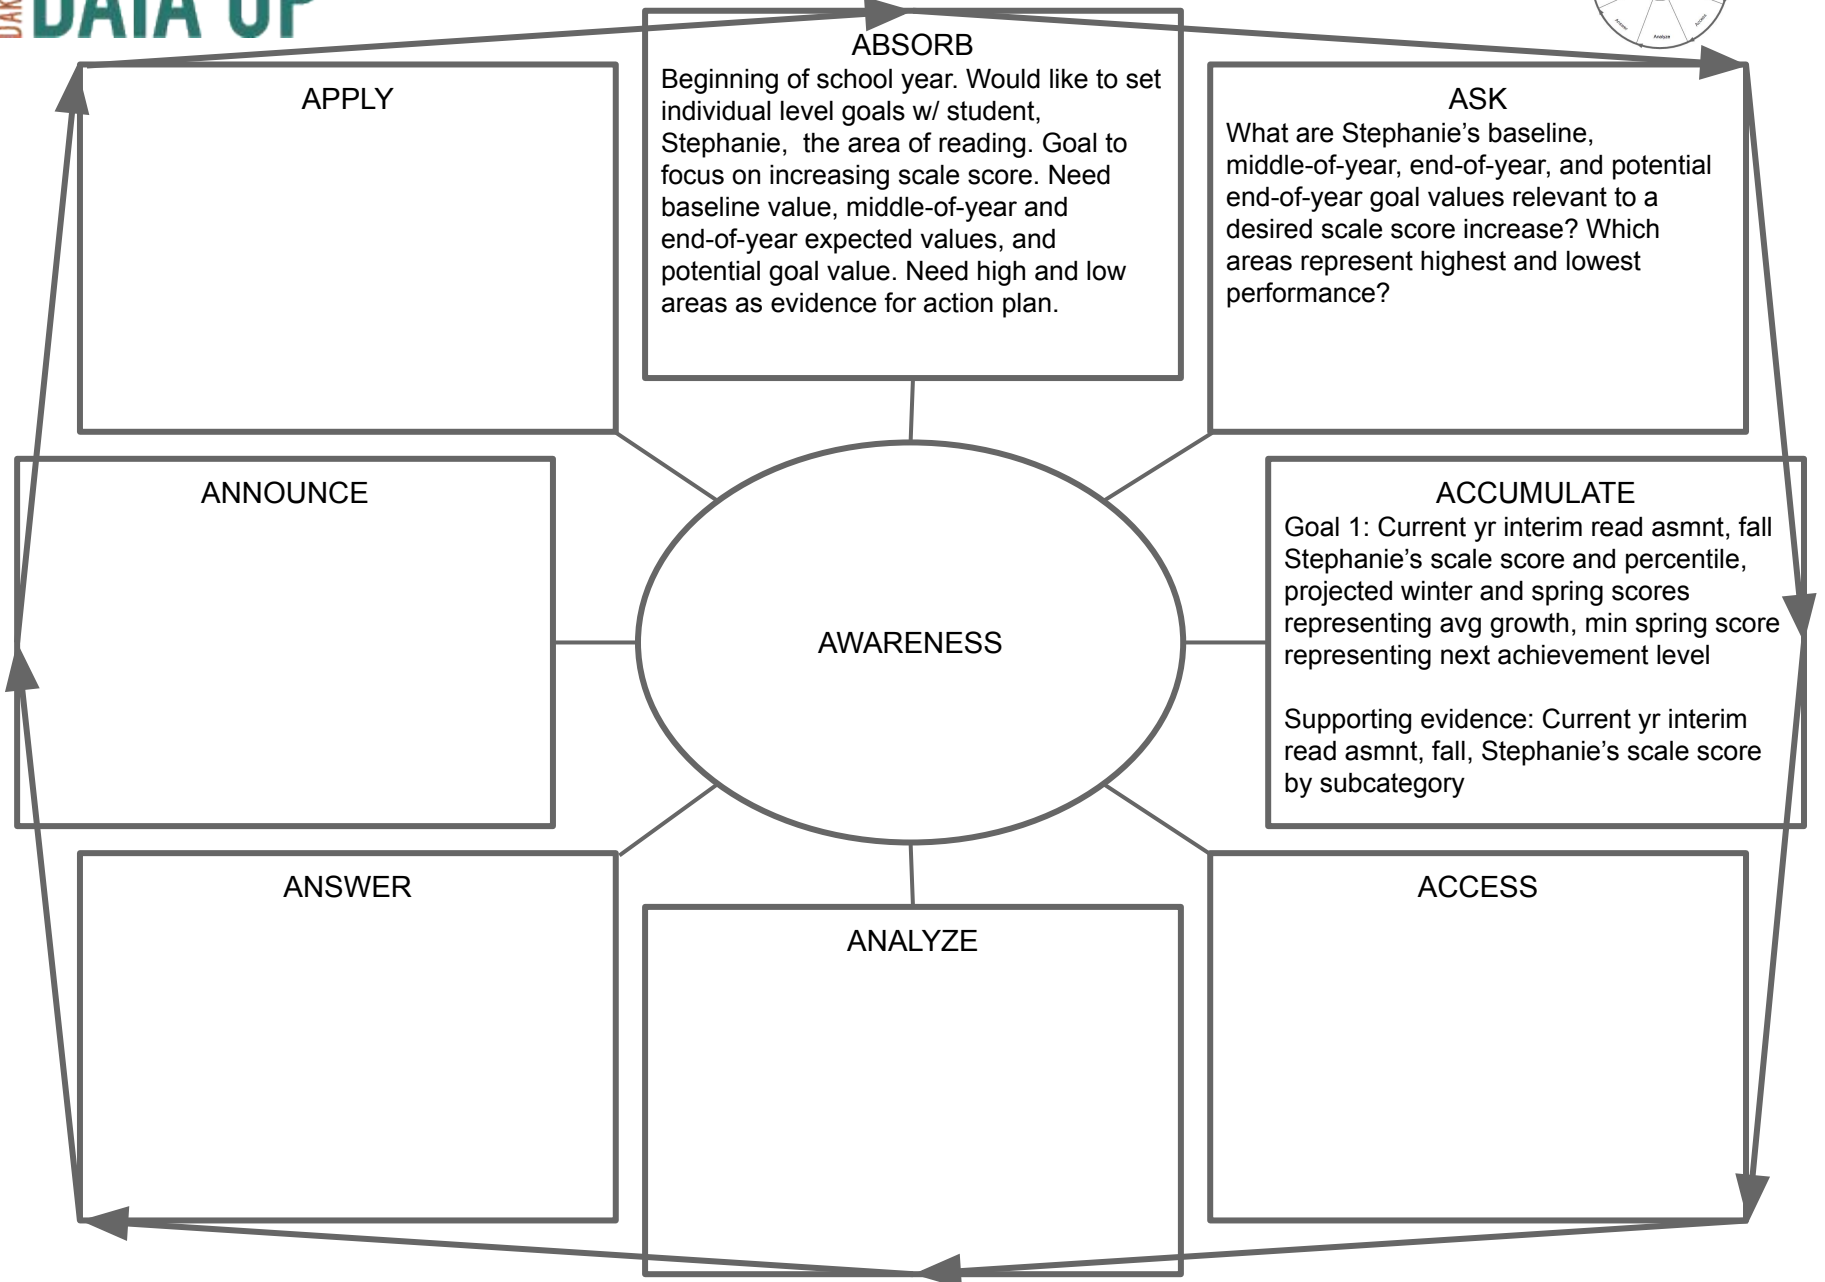 DATA UP
ABSORB
Beginning of school year. Would like to set
individual level goals w/ student,
Stephanie,  the area of reading. Goal to
focus on increasing scale score. Need
baseline value, middle-of-year and
end-of-year expected values, and
potential goal value. Need high and low
areas as evidence for action plan.
Answer
Analyze
Access
APPLY
ASK
What are Stephanie’s baseline,
middle-of-year, end-of-year, and potential
end-of-year goal values relevant to a
desired scale score increase? Which
areas represent highest and lowest
performance?
ANNOUNCE
AWARENESS
ACCUMULATE
Goal 1: Current yr interim read asmnt, fall
Stephanie’s scale score and percentile,
projected winter and spring scores
representing avg growth, min spring score
representing next achievement level
Supporting evidence: Current yr interim
read asmnt, fall, Stephanie’s scale score
by subcategory
ANSWER
ANALYZE
ACCESS